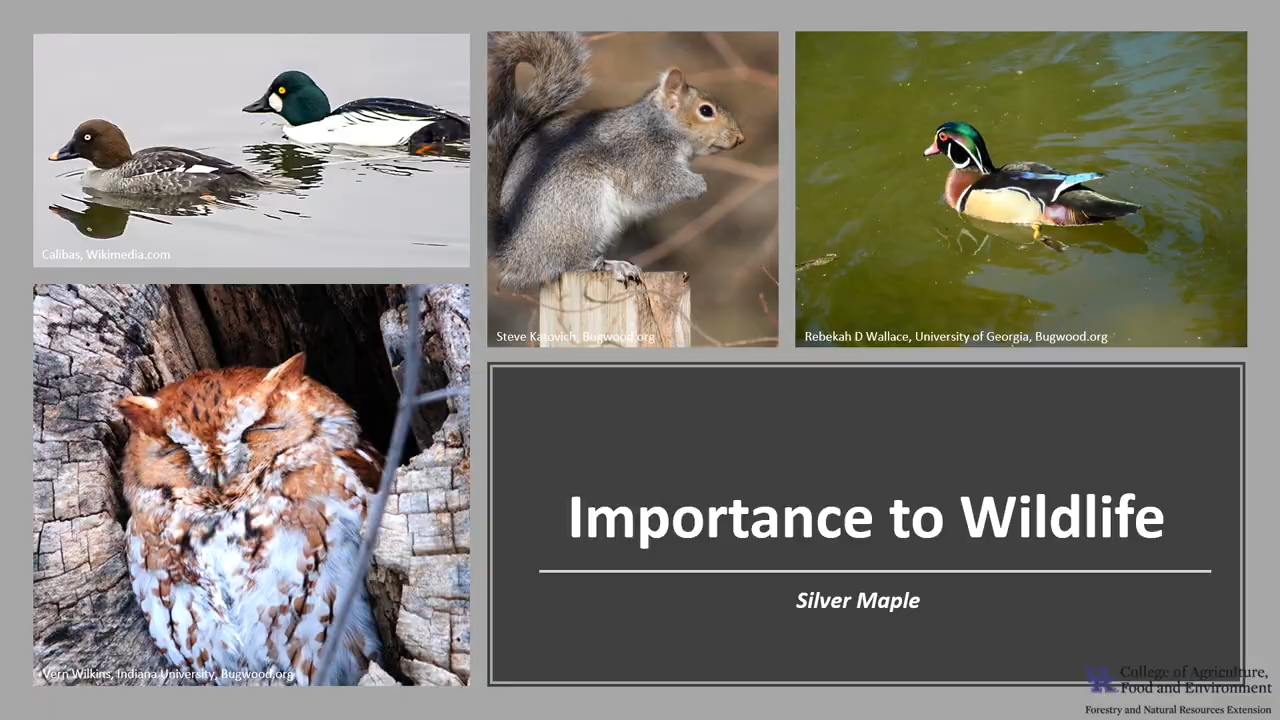 Calibas, Wikimedia.com
Steve Katovich, Bugwood.org
Rebekah D Wallace, University of Georgia, Bugwood.org
Vern Wilkins, Indiana University, Bugwood.org
Importance to Wildlife
Silver Maple
UK College of Agriculture,
Food and Environment
Forestry and Natural Resources Extension